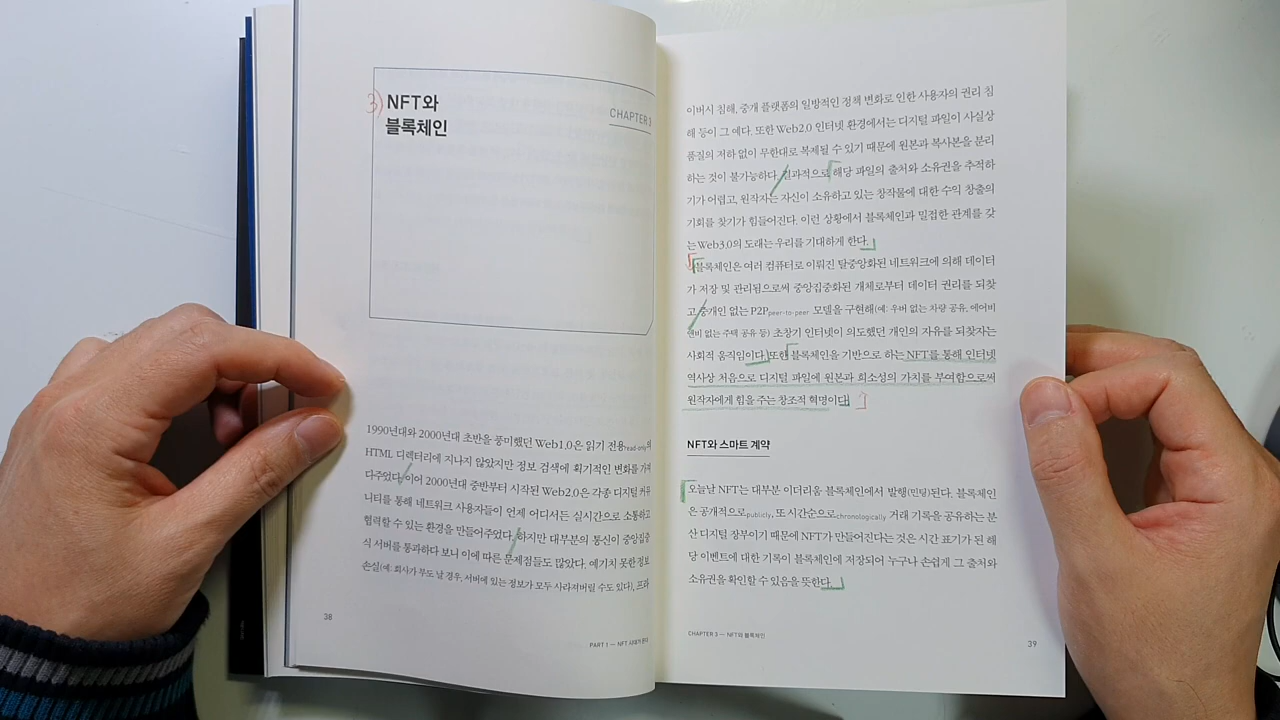 3)
NFT와
블록체인
CHAPTER 3
1990년대와 2000년대 초반을 풍미했던 Web1.0은 읽기 전용read-only의
HTML 디렉터리에 지나지 않았지만 정보 검색에 획기적인 변화를 가져
다주었다. 이어 2000년대 중반부터 시작된 Web2.0은 각종 디지털 커뮤
니티를 통해 네트워크 사용자들이 언제 어디서든 실시간으로 소통하고
협력할 수 있는 환경을 만들어주었다. 하지만 대부분의 통신이 중앙집중
식 서버를 통과하다 보니 이에 따른 문제점들도 많았다. 예기치 못한 정보
손실(예: 회사가 부도 날 경우, 서버에 있는 정보가 모두 사라져버릴 수도 있다), 프라
38
PART 1 — NFT
이버시 침해, 중개 플랫폼의 일방적인 정책 변화로 인한 사용자의 권리 침
해 등이 그 예다. 또한 Web2.0 인터넷 환경에서는 디지털 파일이 사실상
품질의 저하 없이 무한대로 복제될 수 있기 때문에 원본과 복사본을 분리
하는 것이 불가능하다. 결과적으로 해당 파일의 출처와 소유권을 추적하
기가 어렵고, 원작자는 자신이 소유하고 있는 창작물에 대한 수익 창출의
기회를 찾기가 힘들어진다. 이런 상황에서 블록체인과 밀접한 관계를 갖
는 Web3.0의 도래는 우리를 기대하게 한다.
블록체인은 여러 컴퓨터로 이뤄진 탈중앙화된 네트워크에 의해 데이터
가 저장 및 관리됨으로써 중앙집중화된 개체로부터 데이터 권리를 되찾
고, 중개인 없는 P2Ppeer-to-peer 모델을 구현해(예: 우버 없는 차량 공유, 에어비
앤비 없는 주택 공유 등) 초창기 인터넷이 의도했던 개인의 자유를 되찾자는
사회적 움직임이다. 또한 블록체인을 기반으로 하는 NFT를 통해 인터넷
역사상 처음으로 디지털 파일에 원본과 희소성의 가치를 부여함으로써
원작자에게 힘을 주는 창조적 혁명이다.
NFT와 스마트 계약
오늘날 NFT는 대부분 이더리움 블록체인에서 발행(민팅)된다. 블록체인
은 공개적으로publicly, 또 시간순으로chronologically 거래 기록을 공유하는 분
산 디지털 장부이기 때문에 NFT가 만들어진다는 것은 시간 표기가 된 해
당 이벤트에 대한 기록이 블록체인에 저장되어 누구나 손쉽게 그 출처와
소유권을 확인할 수 있음을 뜻한다.
CHAPTER 3 — NFT와 블록체인
39